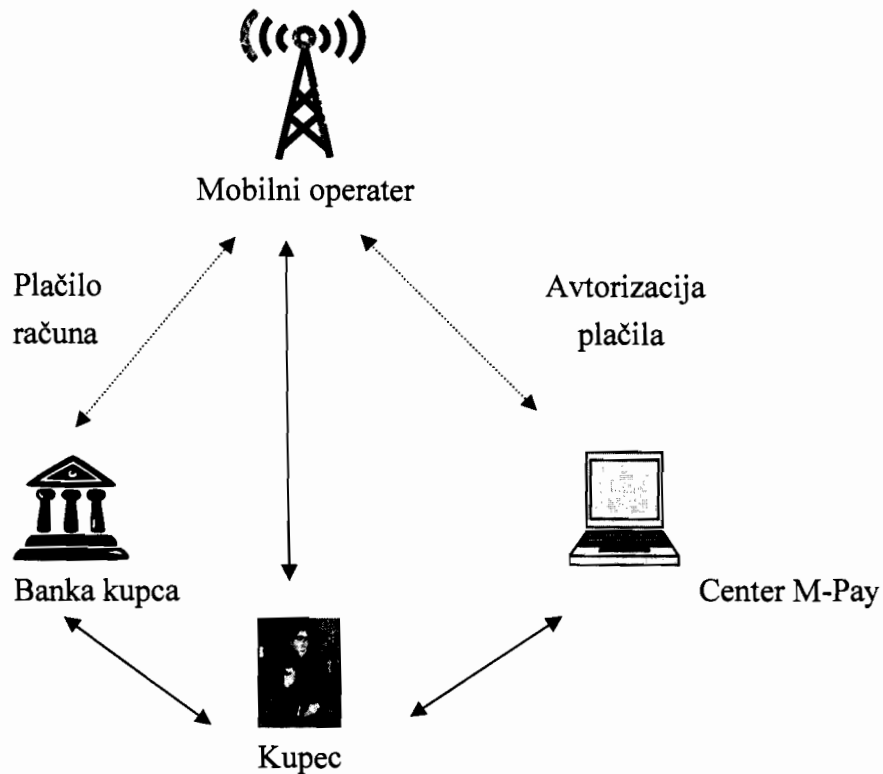 Mobilni operater
Plačilo
računa
Avtorizacija
plačila
Banka kupca
Center M-Pay
Kupec